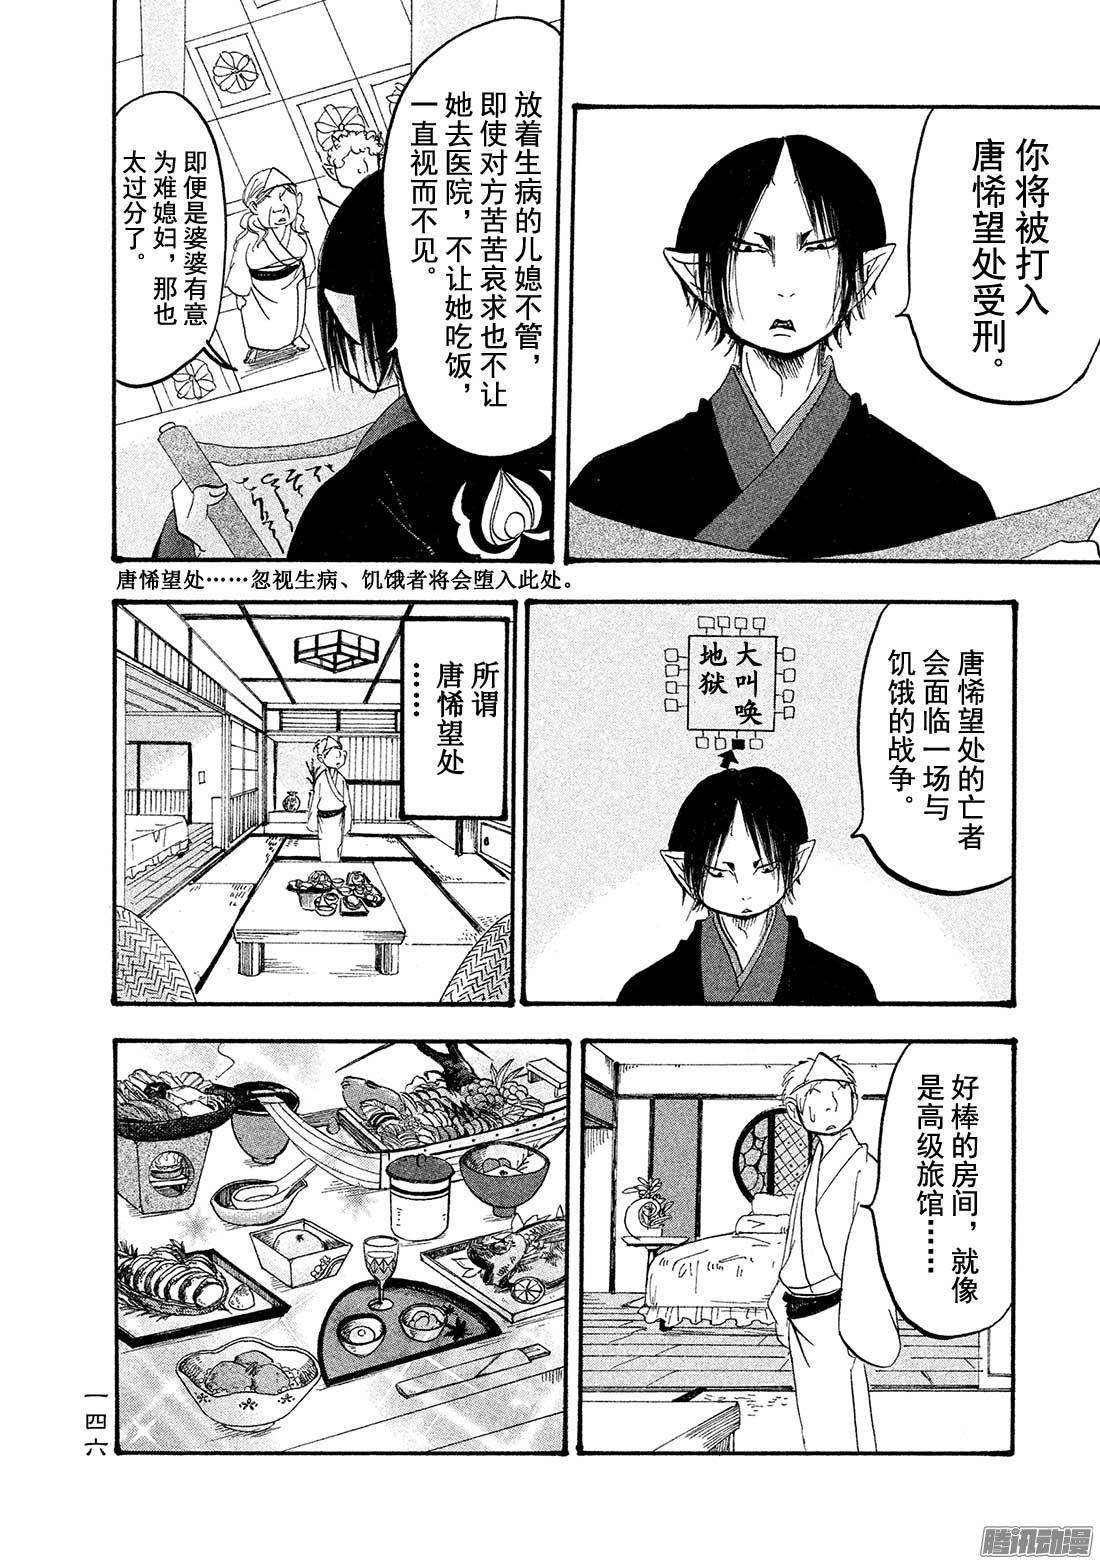 你将被打入
唐悕望处受刑。
放着生病的儿媳不管，
即使对方苦苦哀求也不让
她去医院，不让她吃饭，
一直视而不见。
即便是婆婆有意
为难媳妇，那也
太过分了。
唐悕望处……忽视生病、饥饿者将会堕入此处。
唐悕望处的亡者
会面临一场与
饥饿的战争。
大叫唤
地狱
所谓
唐悕望处
……
好棒的房间，就像
是高级旅馆……
一四六
腾讯动漫